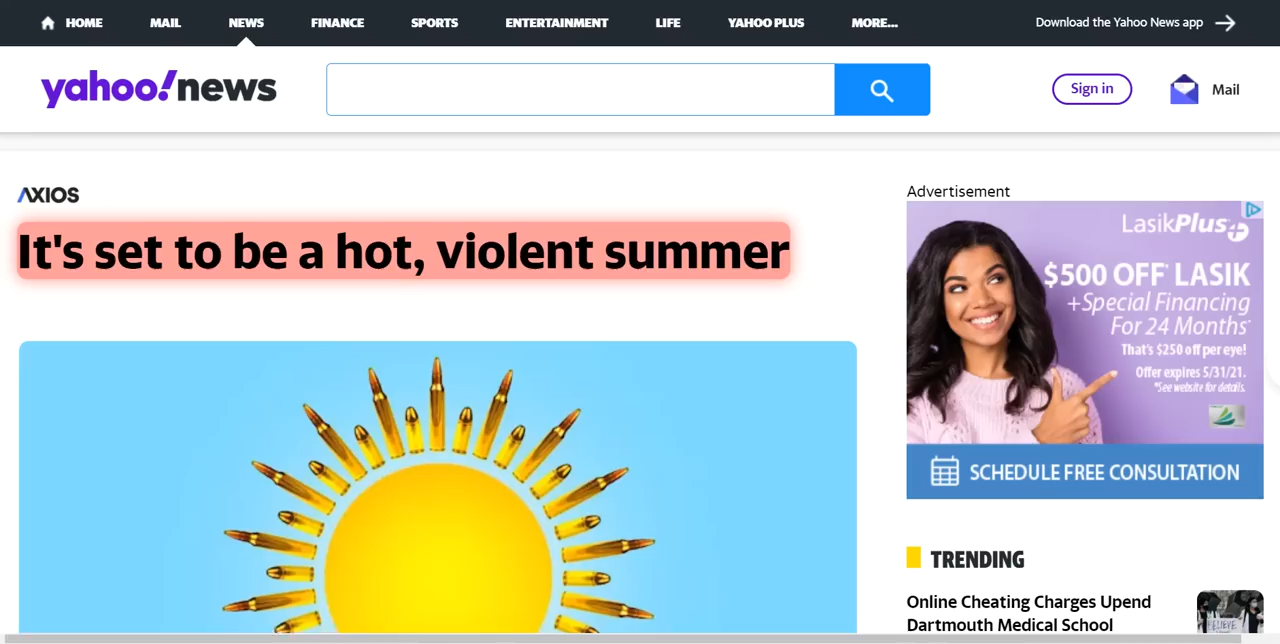 HOME MAIL NEWS FINANCE SPORTS ENTERTAINMENT LIFE YAHOO PLUS MORE... Download the Yahoo News app
yahoo!news
Sign in
Mail
AXIOS
It's set to be a hot, violent summer
Advertisement
LasikPlus+
$500 OFF* LASIK
+Special Financing
For 24 Months*
That's $250 off per eye!
Offer expires 5/31/21.
*See website for details.
SCHEDULE FREE CONSULTATION
TRENDING
Online Cheating Charges Upend
Dartmouth Medical School